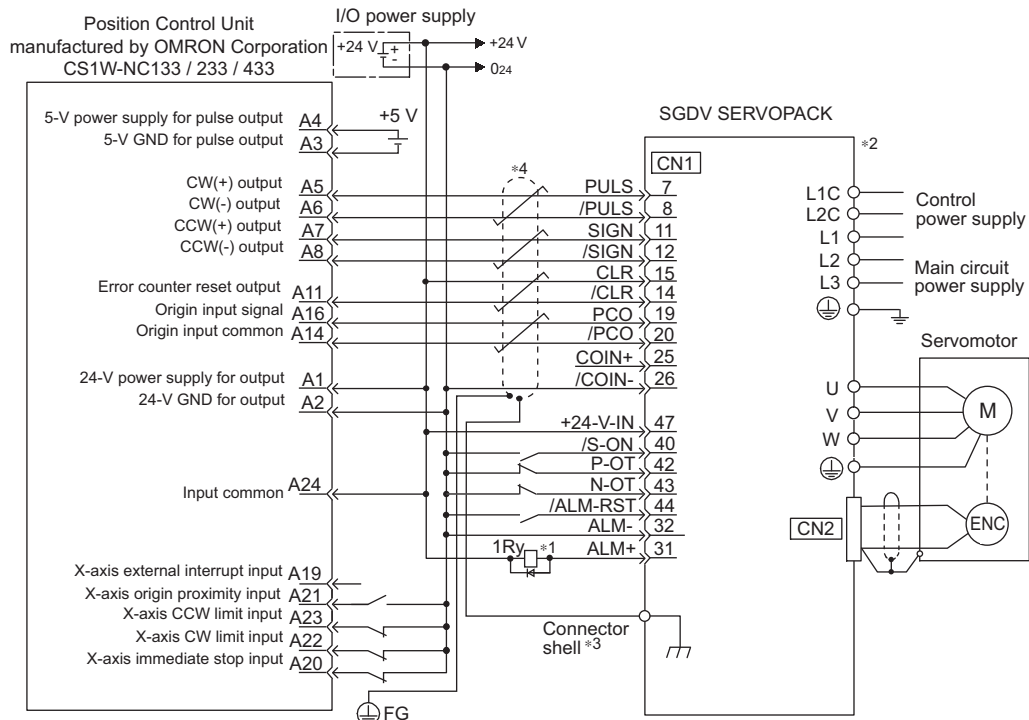 I/O power supply
+24 V
+
-
+24 V
024
Position Control Unit
manufactured by OMRON Corporation
CS1W-NC133 / 233 / 433
5-V power supply for pulse output A4
5-V GND for pulse output A3
+5 V
CW(+) output A5
CW(-) output A6
CCW(+) output A7
CCW(-) output A8
Error counter reset output A11
Origin input signal A16
Origin input common A14
24-V power supply for output A1
24-V GND for output A2
Input common A24
X-axis external interrupt input A19
X-axis origin proximity input A21
X-axis CCW limit input A23
X-axis CW limit input A22
X-axis immediate stop input A20
*4
SGDV SERVOPACK
*2
CN1
PULS 7
/PULS 8
SIGN 11
/SIGN 12
CLR 15
/CLR 14
PCO 19
/PCO 20
COIN+ 25
/COIN- 26
+24-V-IN 47
/S-ON 40
P-OT 42
N-OT 43
/ALM-RST 44
ALM- 32
1Ry *1 ALM+ 31
Connector
shell *3
FG
L1C
L2C
Control
power supply
L1
L2
L3
Main circuit
power supply
Servomotor
U
V
W
M
CN2
ENC